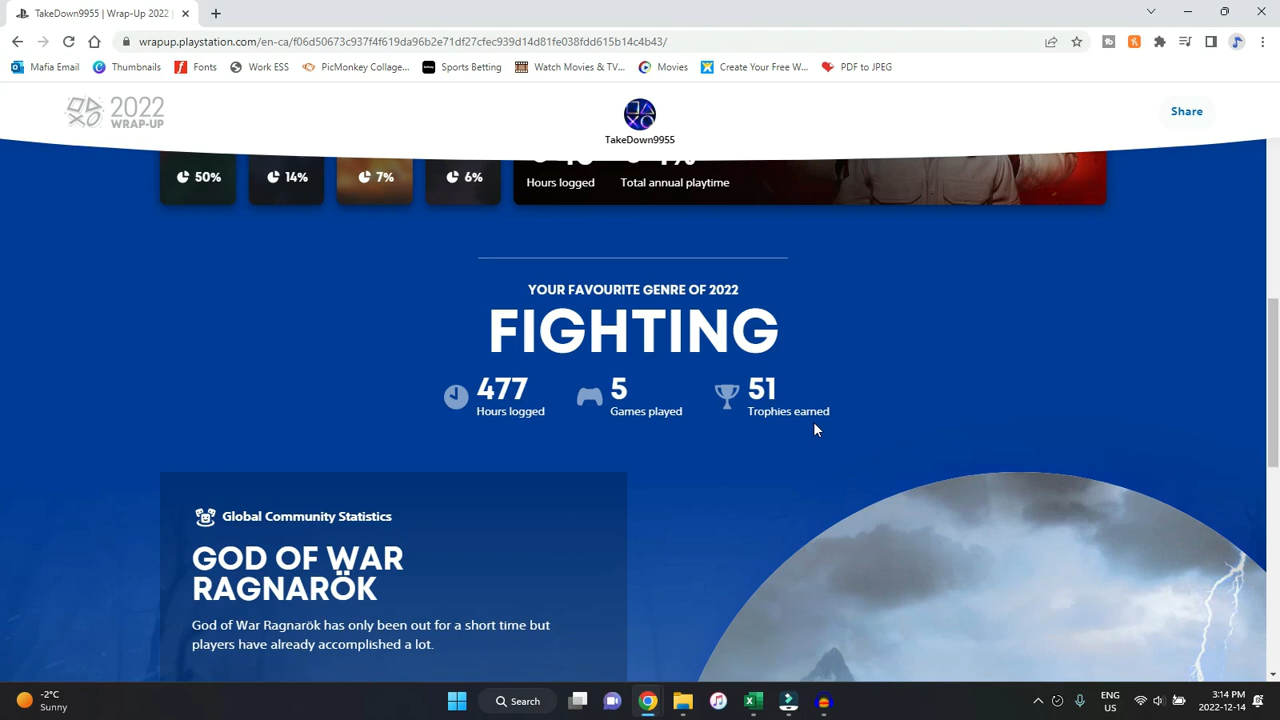 TakeDown9955 | Wrap-Up 2022 |
wrapup.playstation.com/en-ca/f06d50673c937f4f619da96b2e71df27cfec939d14d81fe038fdd615b14c4b43/
Mafia Email Thumbnails Fonts Work ESS PicMonkey Collage... Sports Betting Watch Movies & TV... Movies Create Your Free W... PDF to JPEG
2022
WRAP-UP
TakeDown9955
Share
50% 14% 7% 6%
Hours logged Total annual playtime
YOUR FAVOURITE GENRE OF 2022
FIGHTING
477 5 51
Hours logged Games played Trophies earned
Global Community Statistics
GOD OF WAR
RAGNARÖK
God of War Ragnarök has only been out for a short time but
players have already accomplished a lot.
-2°C
Sunny
Search
ENG
US
3:14 PM
2022-12-14